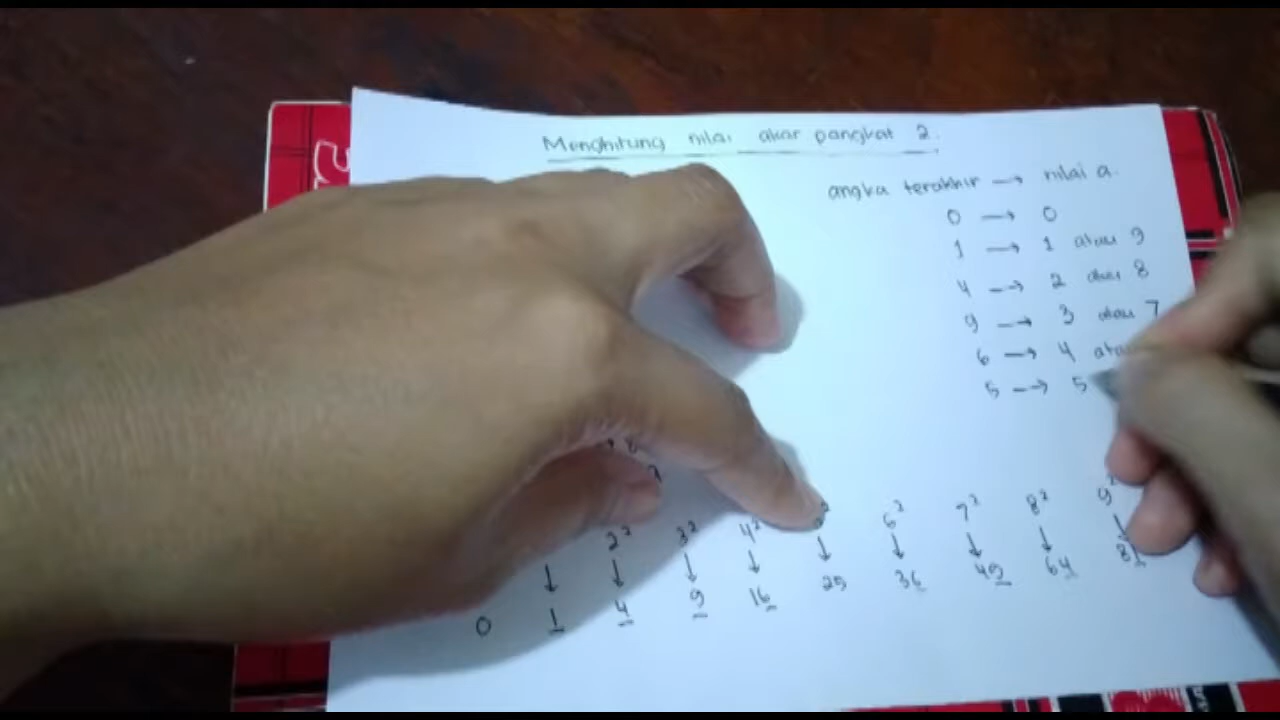 Menghitung nilai akar pangkat 2.
angka terakhir → nilai a.
0 → 0
1 → 1 atau 9
4 → 2 atau 8
9 → 3 atau 7
6 → 4
5 → 5
2² 3² 4² 6² 7² 8² 9²
↓ ↓ ↓ ↓ ↓ ↓ ↓ ↓ ↓
0 1 4 9 16 25 36 49 64 81